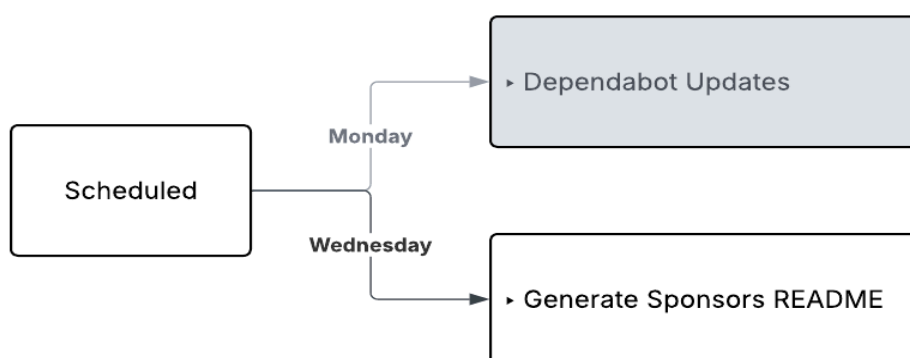 Scheduled
Monday
▸ Dependabot Updates
Wednesday
▸ Generate Sponsors README